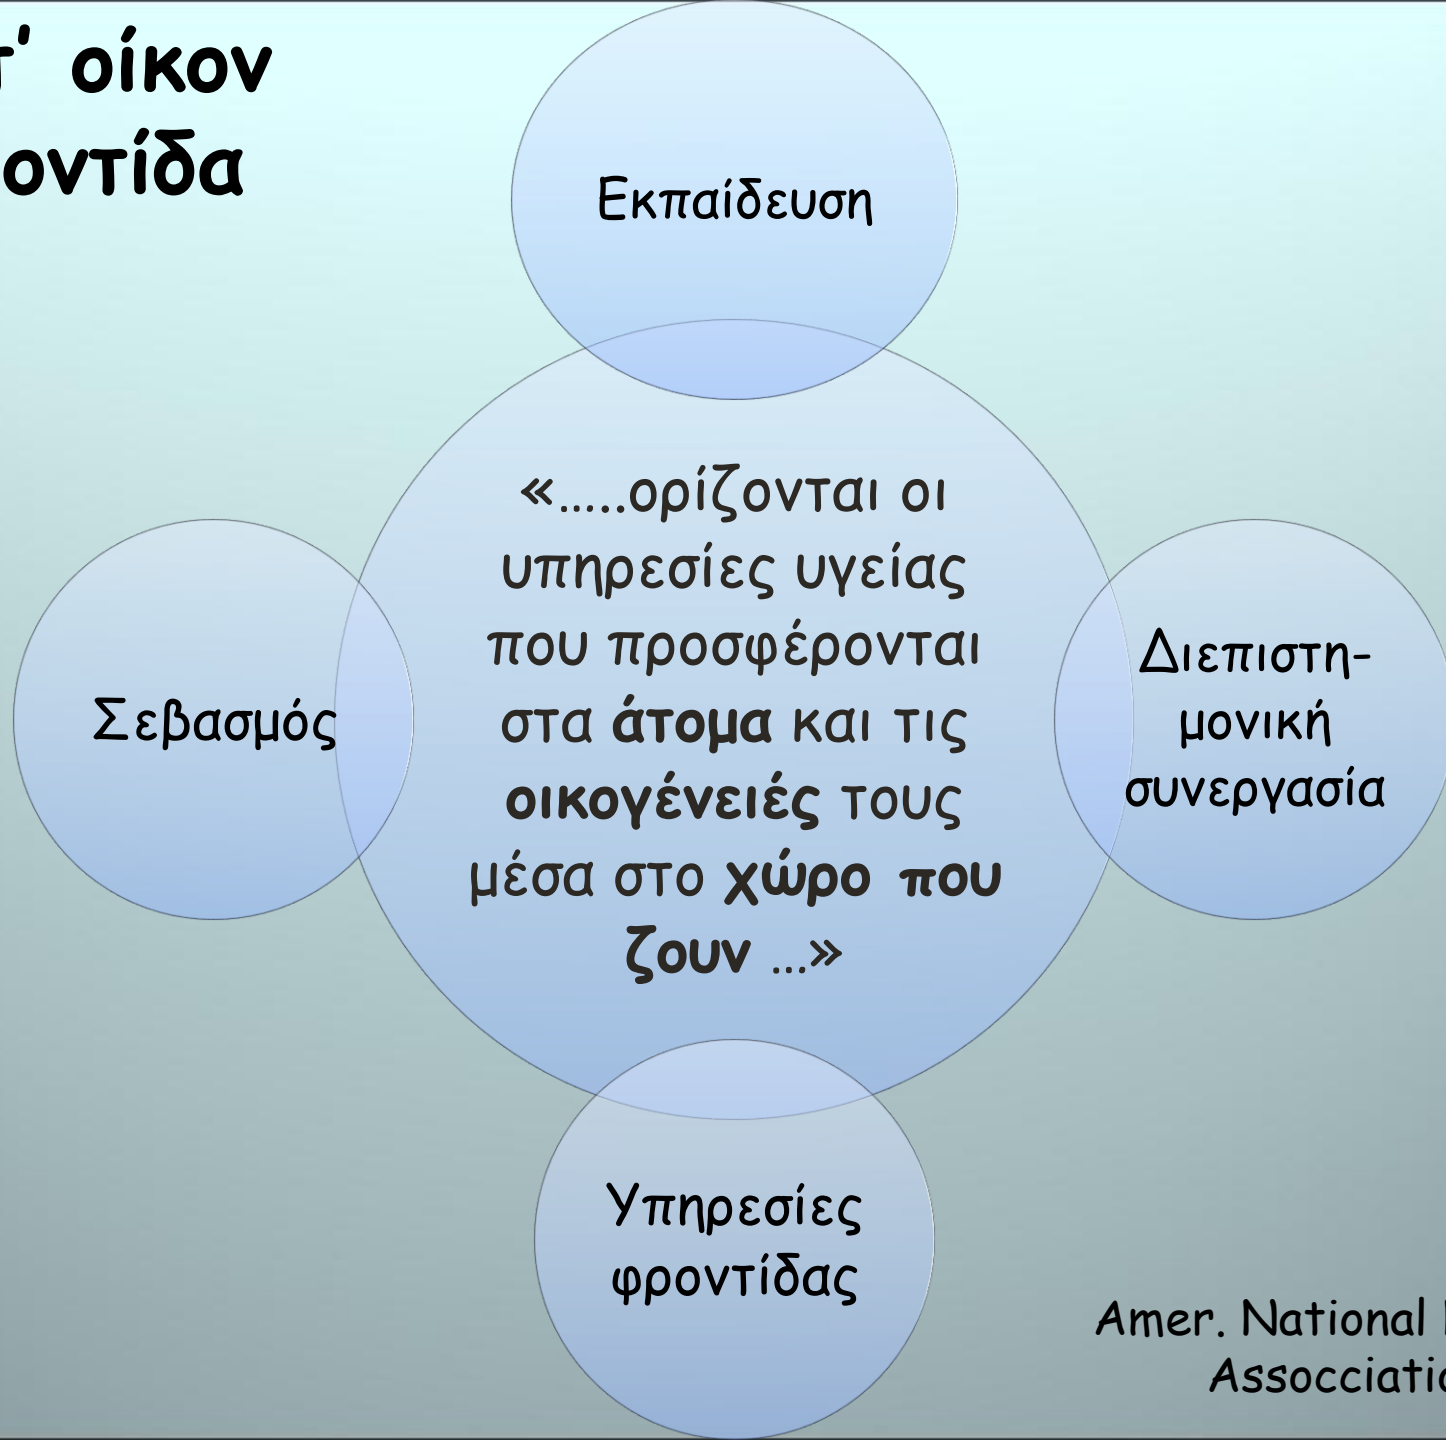 οίκον
Εκπαίδευση
«.....ορίζονται οι
υπηρεσίες υγείας
που προσφέρονται
στα άτομα και τις
οικογένειές τους
μέσα στο χώρο που
ζουν ...»
Σεβασμός
Διεπιστη-
μονική
συνεργασία
Υπηρεσίες
φροντίδας
Amer. National